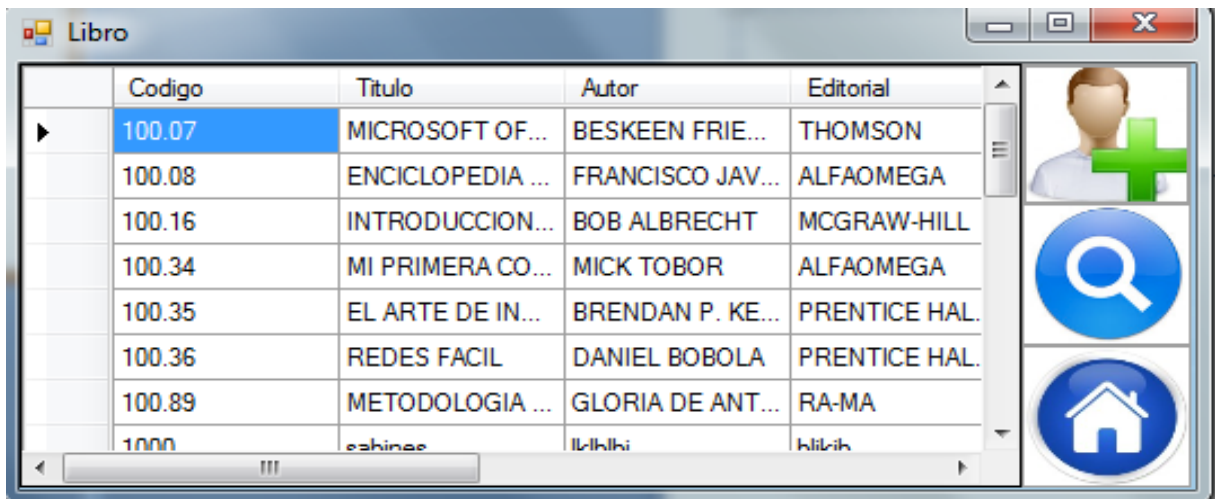 Libro
Codigo Titulo Autor Editorial
100.07 MICROSOFT OF... BESKEEN FRIE... THOMSON
100.08 ENCICLOPEDIA ... FRANCISCO JAV... ALFAOMEGA
100.16 INTRODUCCION... BOB ALBRECHT MCGRAW-HILL
100.34 MI PRIMERA CO... MICK TOBOR ALFAOMEGA
100.35 EL ARTE DE IN... BRENDAN P. KE... PRENTICE HAL.
100.36 REDES FACIL DANIEL BOBOLA PRENTICE HAL.
100.89 METODOLOGIA ... GLORIA DE ANT... RA-MA
1000 sabines